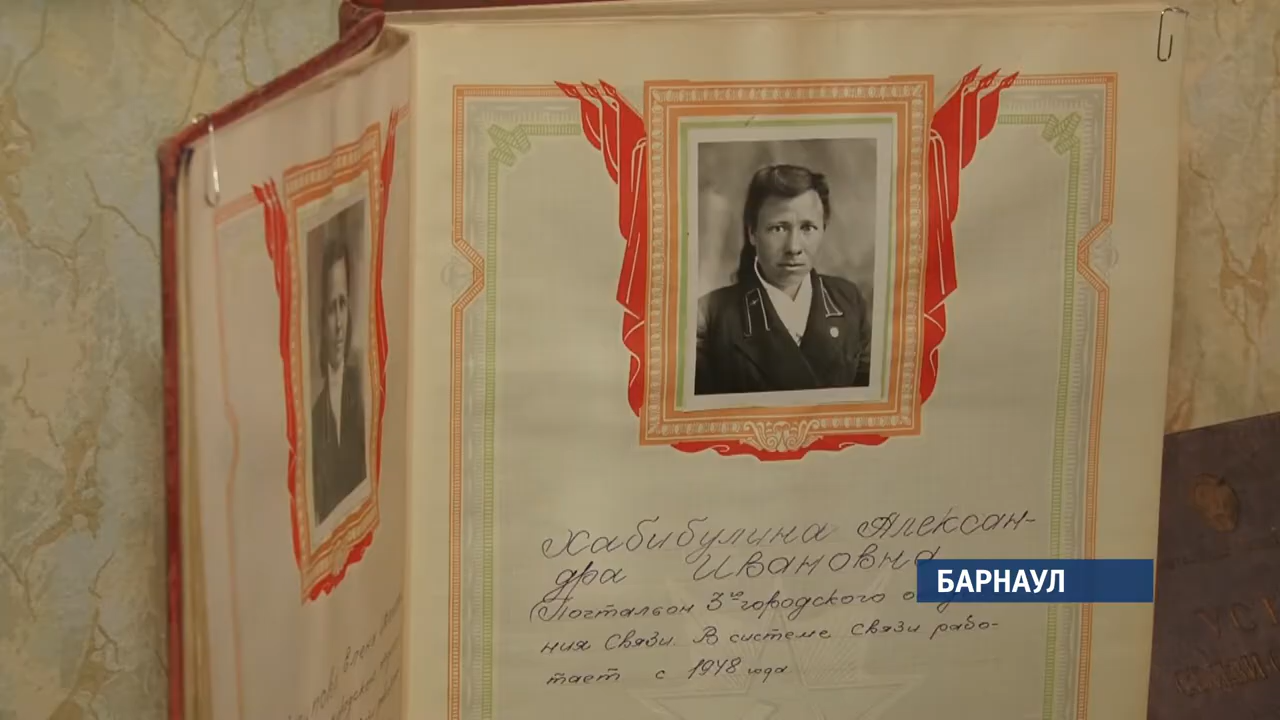 Хабибулина Алексан-
дра Ивановна
Почтальон 3го городского
ния Связи. В системе связи рабо-
тает с 1948 года
БАРНАУЛ